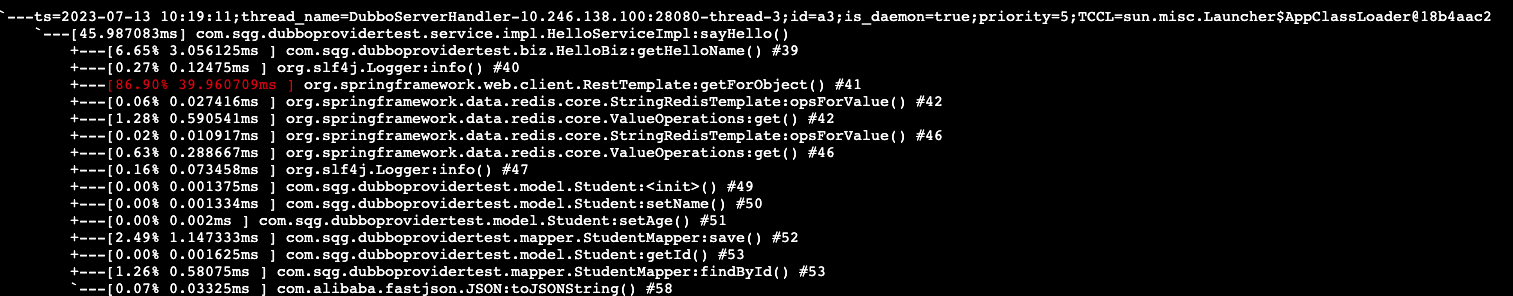 `---ts=2023-07-13 10:19:11;thread_name=DubboServerHandler-10.246.138.100:28080-thread-3;id=a3;is_daemon=true;priority=5;TCCL=sun.misc.Launcher$AppClassLoader@18b4aac2
`---[45.987083ms] com.sqg.dubboprovidertest.service.impl.HelloServiceImpl:sayHello()
+---[6.65% 3.056125ms ] com.sqg.dubboprovidertest.biz.HelloBiz:getHelloName() #39
+---[0.27% 0.12475ms ] org.slf4j.Logger:info() #40
+---[86.90% 39.960709ms ] org.springframework.web.client.RestTemplate:getForObject() #41
+---[0.06% 0.027416ms ] org.springframework.data.redis.core.StringRedisTemplate:opsForValue() #42
+---[1.28% 0.590541ms ] org.springframework.data.redis.core.ValueOperations:get() #42
+---[0.02% 0.010917ms ] org.springframework.data.redis.core.StringRedisTemplate:opsForValue() #46
+---[0.63% 0.288667ms ] org.springframework.data.redis.core.ValueOperations:get() #46
+---[0.16% 0.073458ms ] org.slf4j.Logger:info() #47
+---[0.00% 0.001375ms ] com.sqg.dubboprovidertest.model.Student:<init>() #49
+---[0.00% 0.001334ms ] com.sqg.dubboprovidertest.model.Student:setName() #50
+---[0.00% 0.002ms ] com.sqg.dubboprovidertest.model.Student:setAge() #51
+---[2.49% 1.147333ms ] com.sqg.dubboprovidertest.mapper.StudentMapper:save() #52
+---[0.00% 0.001625ms ] com.sqg.dubboprovidertest.model.Student:getId() #53
+---[1.26% 0.58075ms ] com.sqg.dubboprovidertest.mapper.StudentMapper:findById() #53
`---[0.07% 0.03325ms ] com.alibaba.fastjson.JSON:toJSONString() #58